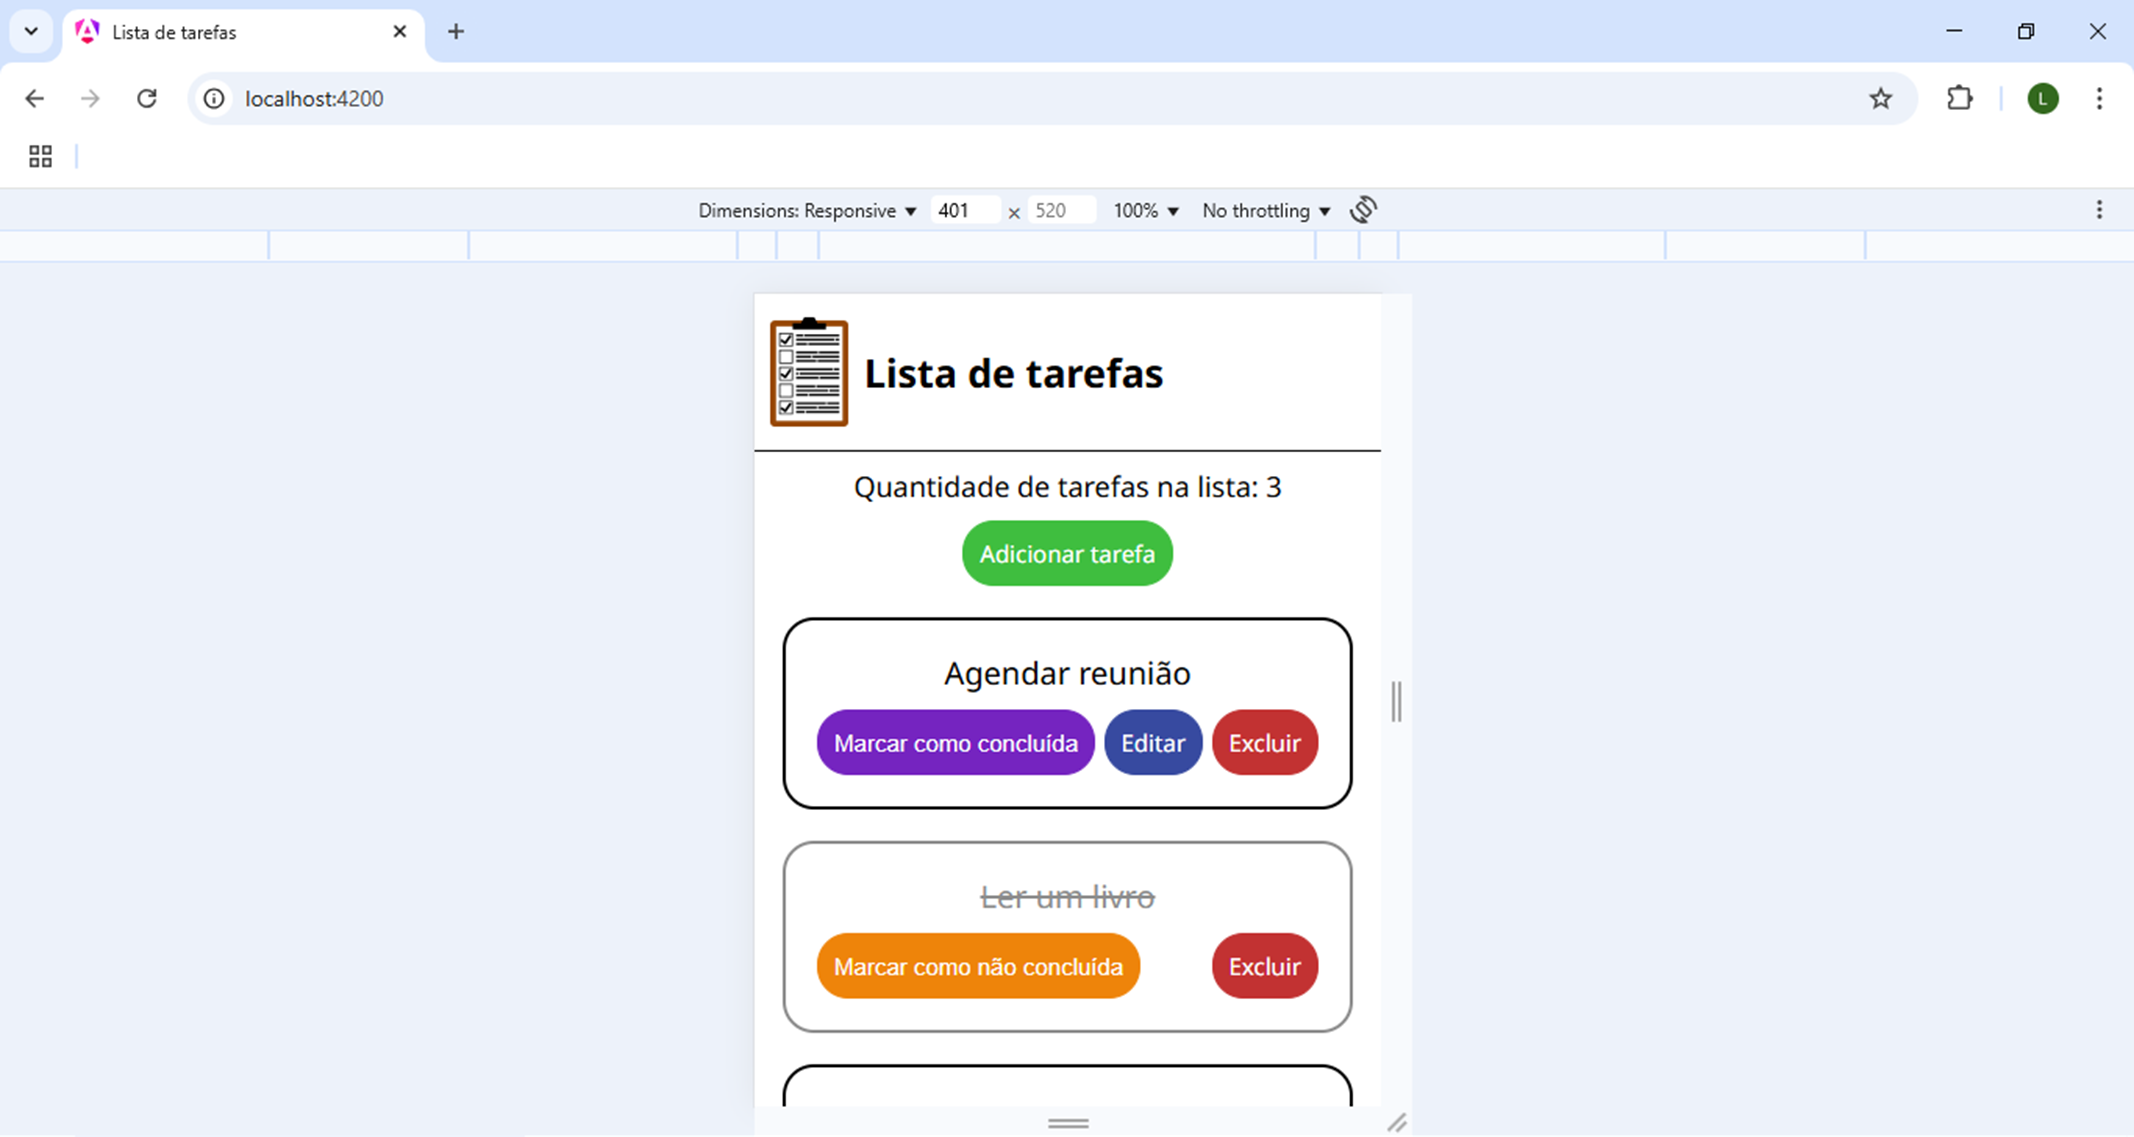 Lista de tarefas
localhost:4200
L
Dimensions: Responsive 401 × 520 100% No throttling
Lista de tarefas
Quantidade de tarefas na lista: 3
Adicionar tarefa
Agendar reunião
Marcar como concluída Editar Excluir
Ler um livro
Marcar como não concluída Excluir